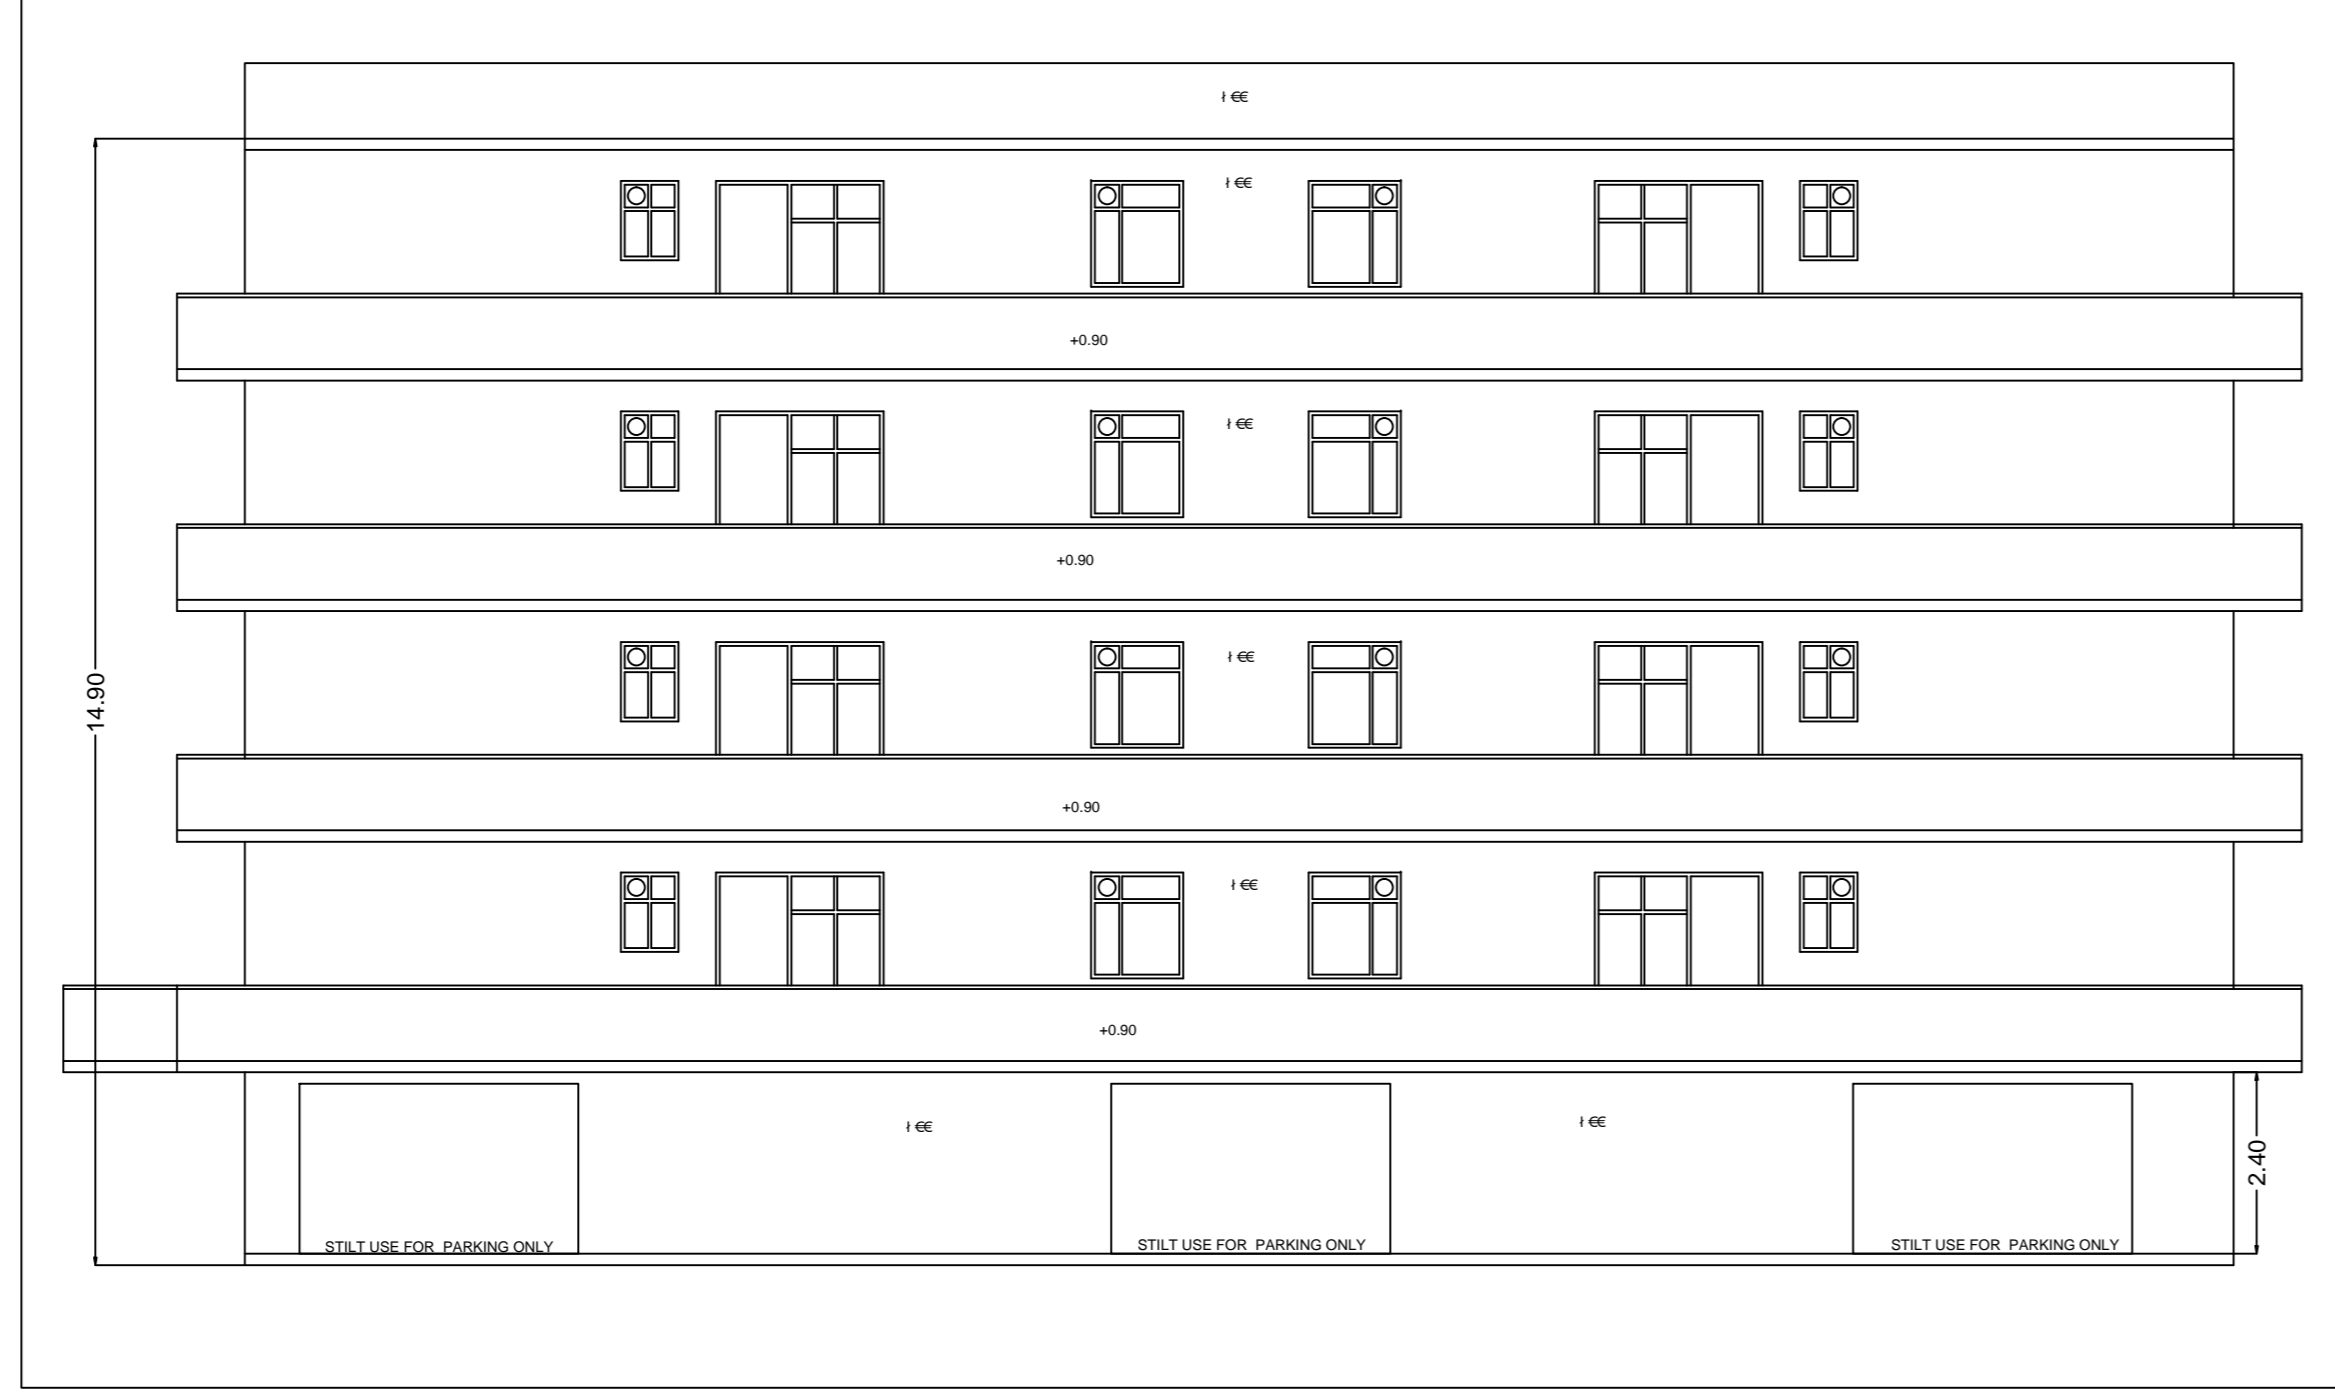 ł €€
ł €€
+0.90
ł €€
+0.90
ł €€
14.90
+0.90
ł €€
+0.90
ł €€
ł €€
2.40
STILT USE FOR PARKING ONLY
STILT USE FOR PARKING ONLY
STILT USE FOR PARKING ONLY